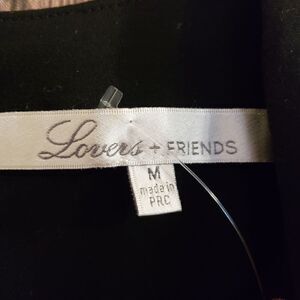 Lovers + FRIENDS
M
made in
PRC